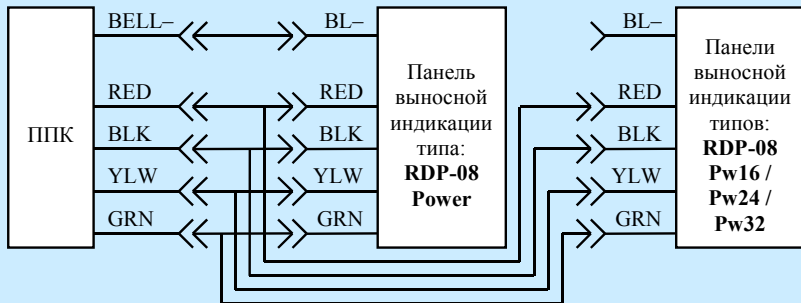 ППК
BELL–
RED
BLK
YLW
GRN
BL–
RED
BLK
YLW
GRN
Панель
выносной
индикации
типа:
RDP-08
Power
BL–
RED
BLK
YLW
GRN
Панели
выносной
индикации
типов:
RDP-08
Pw16 /
Pw24 /
Pw32